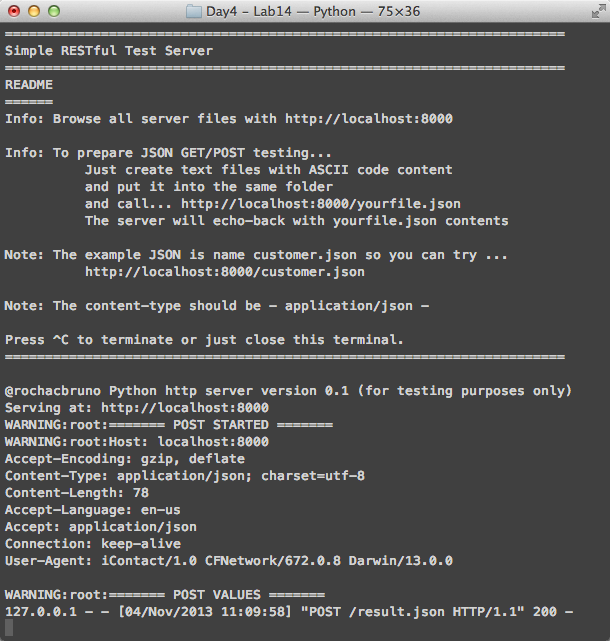 Day4 – Lab14 — Python — 75×36
======================================================================
Simple RESTful Test Server
======================================================================
README
======
Info: Browse all server files with http://localhost:8000
Info: To prepare JSON GET/POST testing...
Just create text files with ASCII code content
and put it into the same folder
and call... http://localhost:8000/yourfile.json
The server will echo-back with yourfile.json contents
Note: The example JSON is name customer.json so you can try ...
http://localhost:8000/customer.json
Note: The content-type should be - application/json -
Press ^C to terminate or just close this terminal.
======================================================================
@rochacbruno Python http server version 0.1 (for testing purposes only)
Serving at: http://localhost:8000
WARNING:root:======= POST STARTED =======
WARNING:root:Host: localhost:8000
Accept-Encoding: gzip, deflate
Content-Type: application/json; charset=utf-8
Content-Length: 78
Accept-Language: en-us
Accept: application/json
Connection: keep-alive
User-Agent: iContact/1.0 CFNetwork/672.0.8 Darwin/13.0.0
WARNING:root:======= POST VALUES =======
127.0.0.1 - - [04/Nov/2013 11:09:58] "POST /result.json HTTP/1.1" 200 -